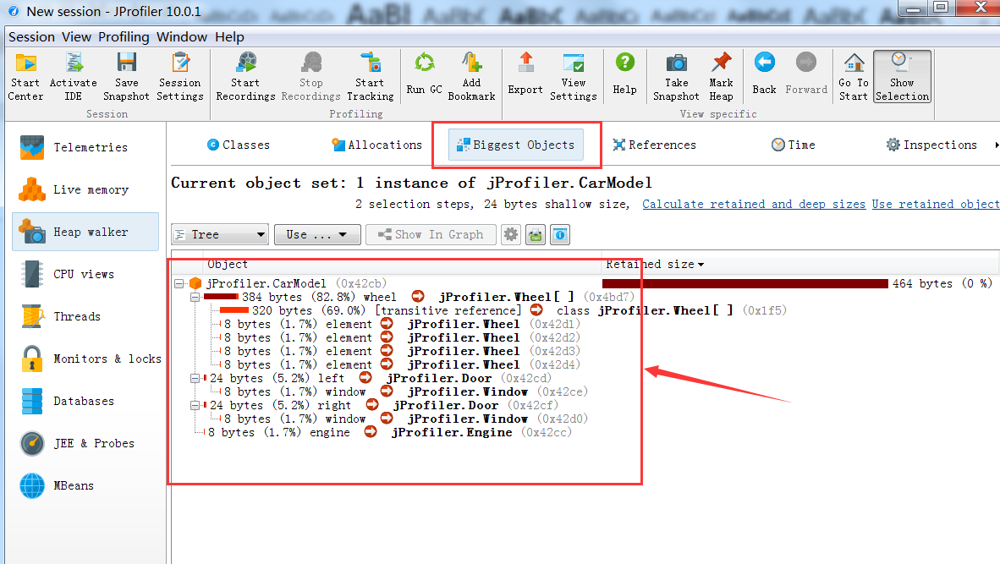 New session - JProfiler 10.0.1
Session View Profiling Window Help
Start Center
Activate IDE
Save Snapshot
Session Settings
Start Recordings
Stop Recordings
Start Tracking
Run GC
Add Bookmark
Export
View Settings
Help
Take Snapshot
Mark Heap
Back
Forward
Go To Start
Show Selection
Session
Profiling
View specific
Telemetries
Live memory
Heap walker
CPU views
Threads
Monitors & locks
Databases
JEE & Probes
MBeans
Classes
Allocations
Biggest Objects
References
Time
Inspections
Current object set: 1 instance of jProfiler.CarModel
2 selection steps, 24 bytes shallow size, Calculate retained and deep sizes Use retained object
Tree
Use ...
Show In Graph
Object
Retained size
jProfiler.CarModel (0x42cb) 464 bytes (0 %)
384 bytes (82.8%) wheel jProfiler.Wheel[ ] (0x4bd7)
320 bytes (69.0%) [transitive reference] class jProfiler.Wheel[ ] (0x1f5)
8 bytes (1.7%) element jProfiler.Wheel (0x42d1)
8 bytes (1.7%) element jProfiler.Wheel (0x42d2)
8 bytes (1.7%) element jProfiler.Wheel (0x42d3)
8 bytes (1.7%) element jProfiler.Wheel (0x42d4)
24 bytes (5.2%) left jProfiler.Door (0x42cd)
8 bytes (1.7%) window jProfiler.Window (0x42ce)
24 bytes (5.2%) right jProfiler.Door (0x42cf)
8 bytes (1.7%) window jProfiler.Window (0x42d0)
8 bytes (1.7%) engine jProfiler.Engine (0x42cc)